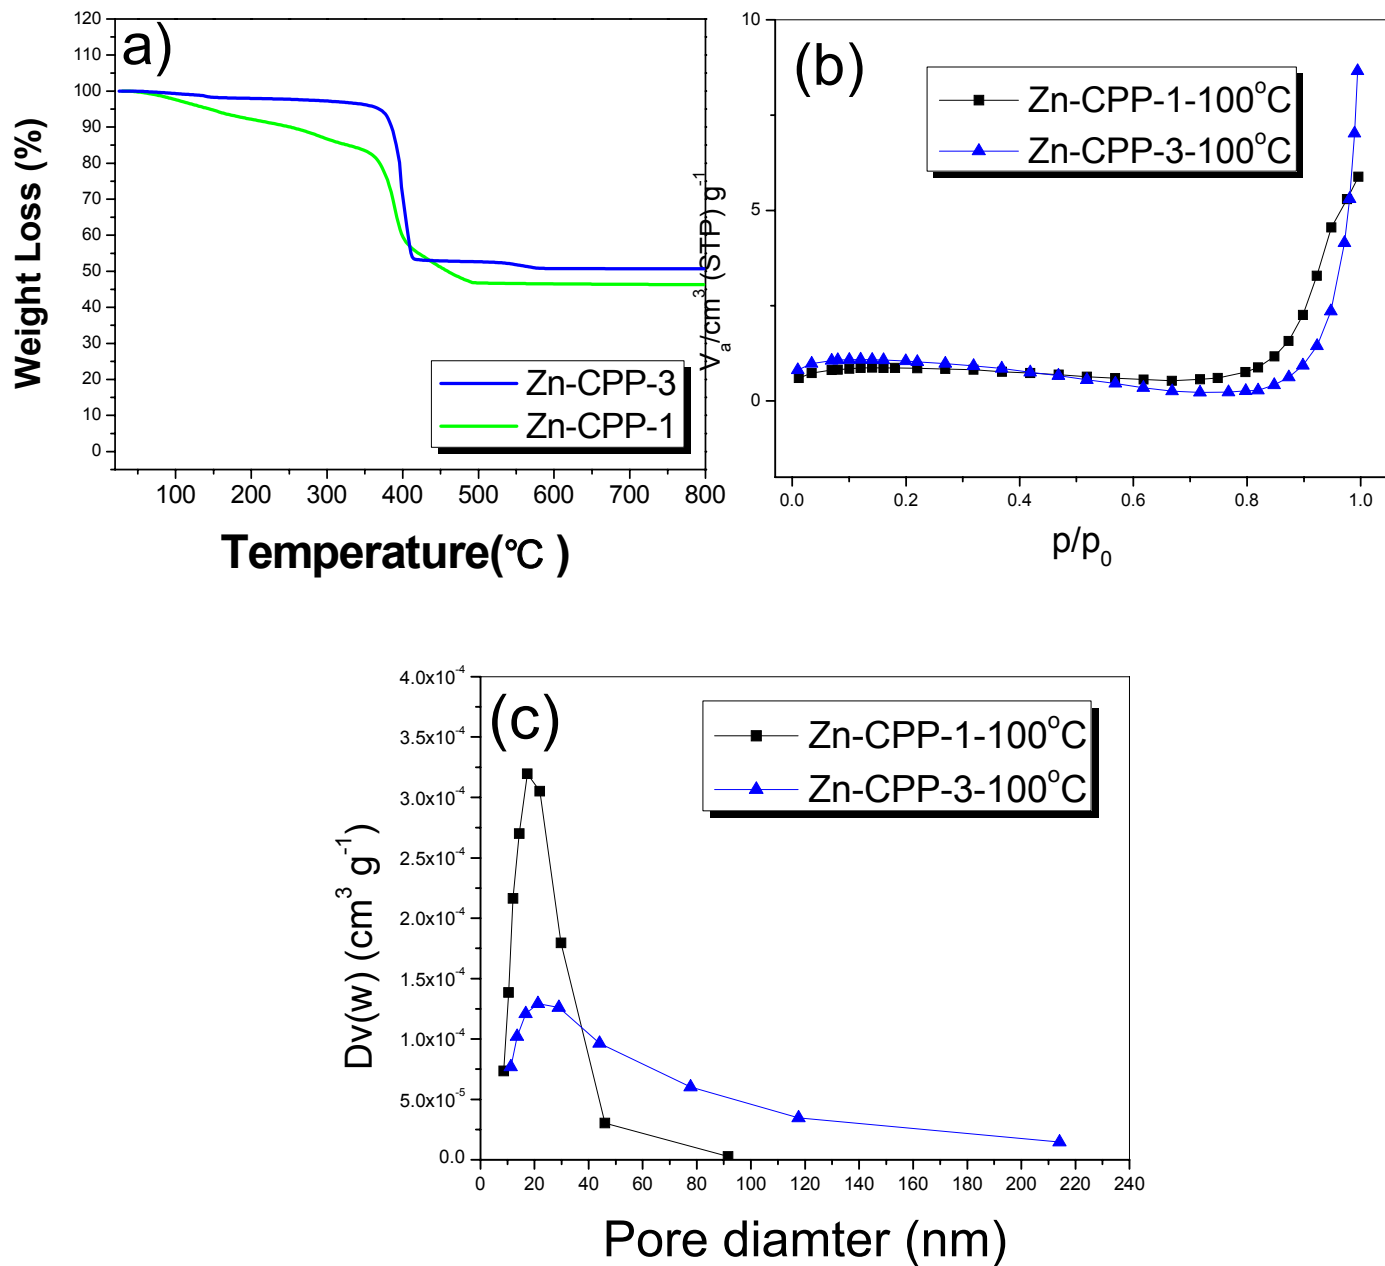 a)
Weight Loss (%)
120
110
100
90
80
70
60
50
40
30
20
10
0
Zn-CPP-3
Zn-CPP-1
100 200 300 400 500 600 700 800
Temperature(℃ )
(b)
Vₐ/cm³ (STP) g⁻¹
10
5
0
Zn-CPP-1-100°C
Zn-CPP-3-100°C
0.0 0.2 0.4 0.6 0.8 1.0
p/p₀
(c)
Dv(w) (cm³ g⁻¹)
4.0x10⁻⁴
3.5x10⁻⁴
3.0x10⁻⁴
2.5x10⁻⁴
2.0x10⁻⁴
1.5x10⁻⁴
1.0x10⁻⁴
5.0x10⁻⁵
0.0
Zn-CPP-1-100°C
Zn-CPP-3-100°C
0 20 40 60 80 100 120 140 160 180 200 220 240
Pore diamter (nm)